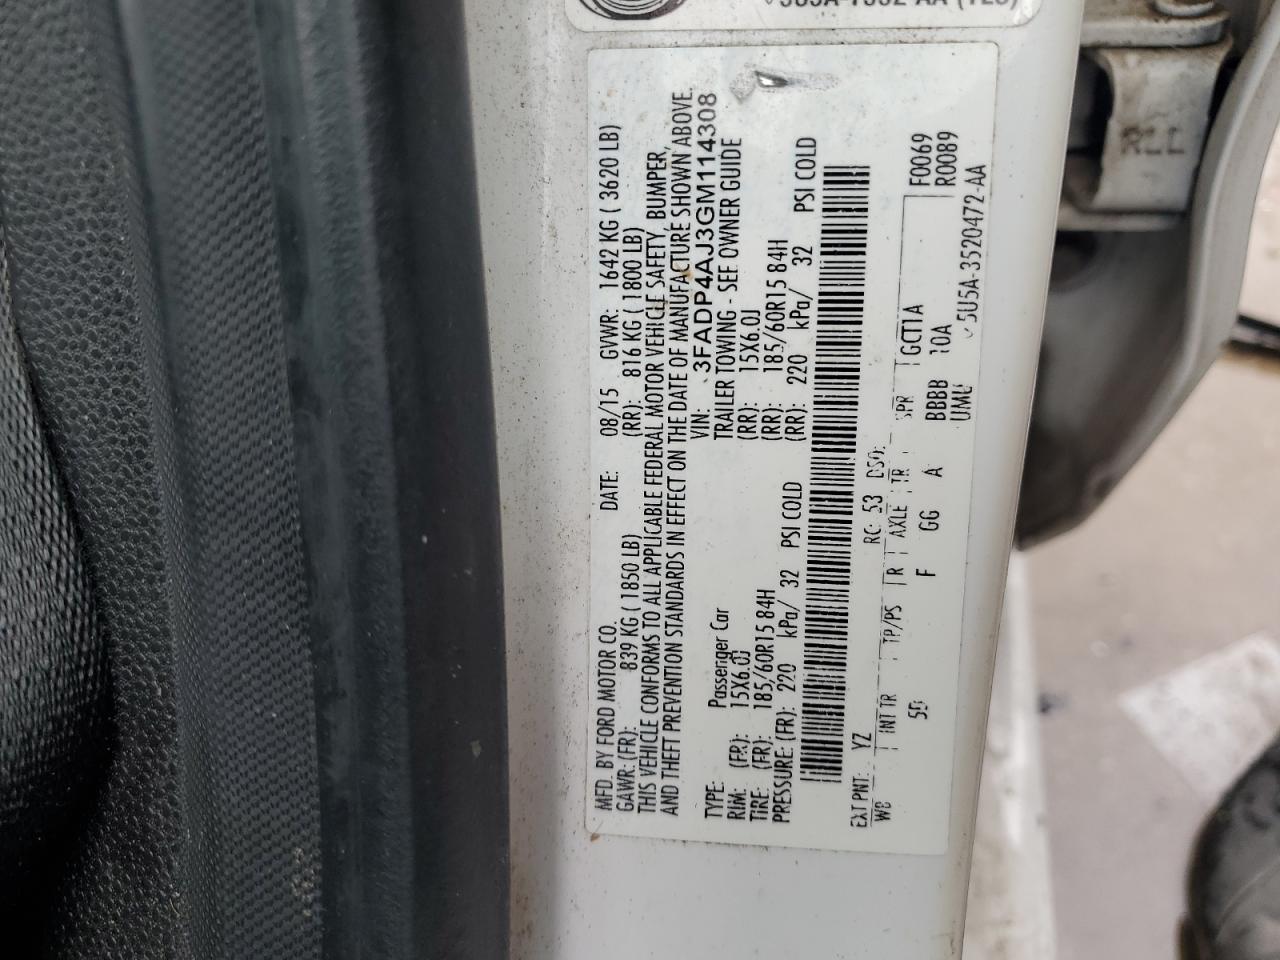 MFD. BY FORD MOTOR CO. DATE: 08/15 GVWR: 1642 KG ( 3620 LB)
GAWR: (FR): 839 KG ( 1850 LB) (RR): 816 KG ( 1800 LB)
THIS VEHICLE CONFORMS TO ALL APPLICABLE FEDERAL MOTOR VEHICLE SAFETY, BUMPER,
AND THEFT PREVENTION STANDARDS IN EFFECT ON THE DATE OF MANUFACTURE SHOWN ABOVE.
VIN: 3FADP4AJ3GM114308
TYPE: Passenger Car TRAILER TOWING - SEE OWNER GUIDE
RIM: (FR): 15X6.0J (RR): 15X6.0J
TIRE: (FR): 185/60R15 84H (RR): 185/60R15 84H
PRESSURE: (FR): 220 kPa/ 32 PSI COLD (RR): 220 kPa/ 32 PSI COLD
EXT PNT: YZ RC: 53 DSO: F0069
WB INT TR TP/PS R AXLE TR SPR GCT1A R0089
5D F GG A BBBB 10A
UMU
5U5A-3520472-AA
RLL